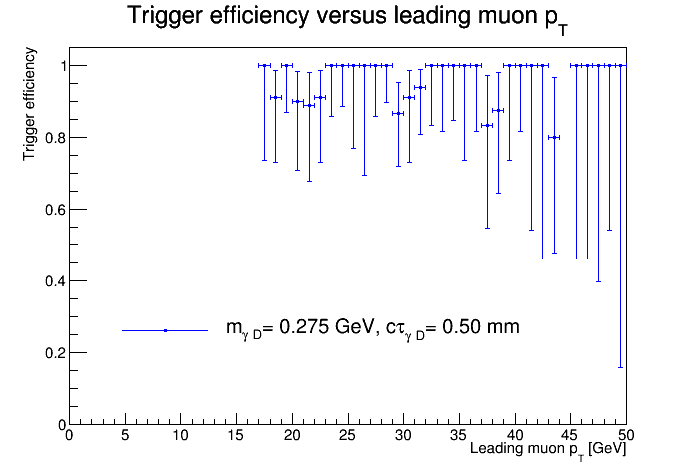 Trigger efficiency versus leading muon p_T
Trigger efficiency
1
0.8
0.6
0.4
0.2
0
m_γ D= 0.275 GeV, cτ_γ D= 0.50 mm
0 5 10 15 20 25 30 35 40 45 50
Leading muon p_T [GeV]